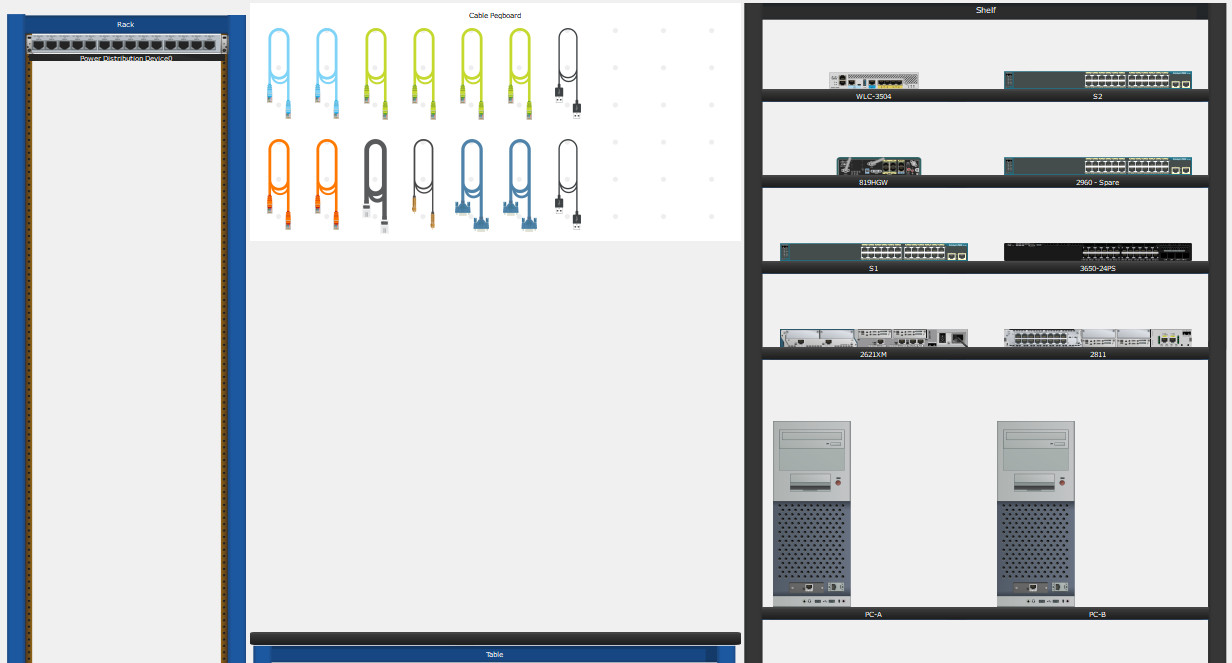 Rack
Power Distribution Device0
Cable Pegboard
Table
Shelf
WLC-3504
S2
819HGW
2960 - Spare
S1
3650-24PS
2621XM
2811
PC-A
PC-B